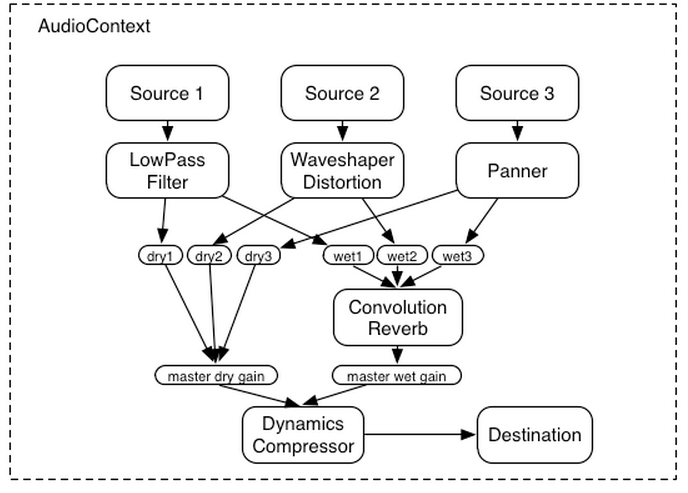 AudioContext
Source 1
Source 2
Source 3
LowPass
Filter
Waveshaper
Distortion
Panner
dry1
dry2
dry3
wet1
wet2
wet3
Convolution
Reverb
master dry gain
master wet gain
Dynamics
Compressor
Destination